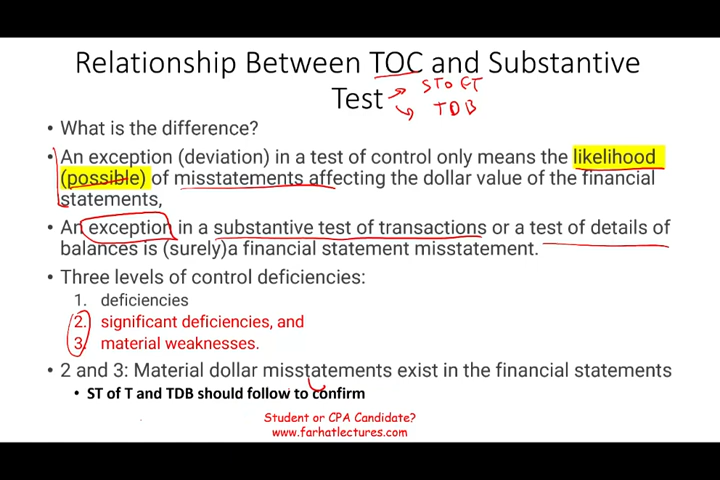 Relationship Between TOC and Substantive
Test
STOFT
TDB
• What is the difference?
• An exception (deviation) in a test of control only means the likelihood
(possible) of misstatements affecting the dollar value of the financial
statements,
• An exception in a substantive test of transactions or a test of details of
balances is (surely)a financial statement misstatement.
• Three levels of control deficiencies:
1. deficiencies
2. significant deficiencies, and
3. material weaknesses.
• 2 and 3: Material dollar misstatements exist in the financial statements
• ST of T and TDB should follow to confirm
Student or CPA Candidate?
www.farhatlectures.com